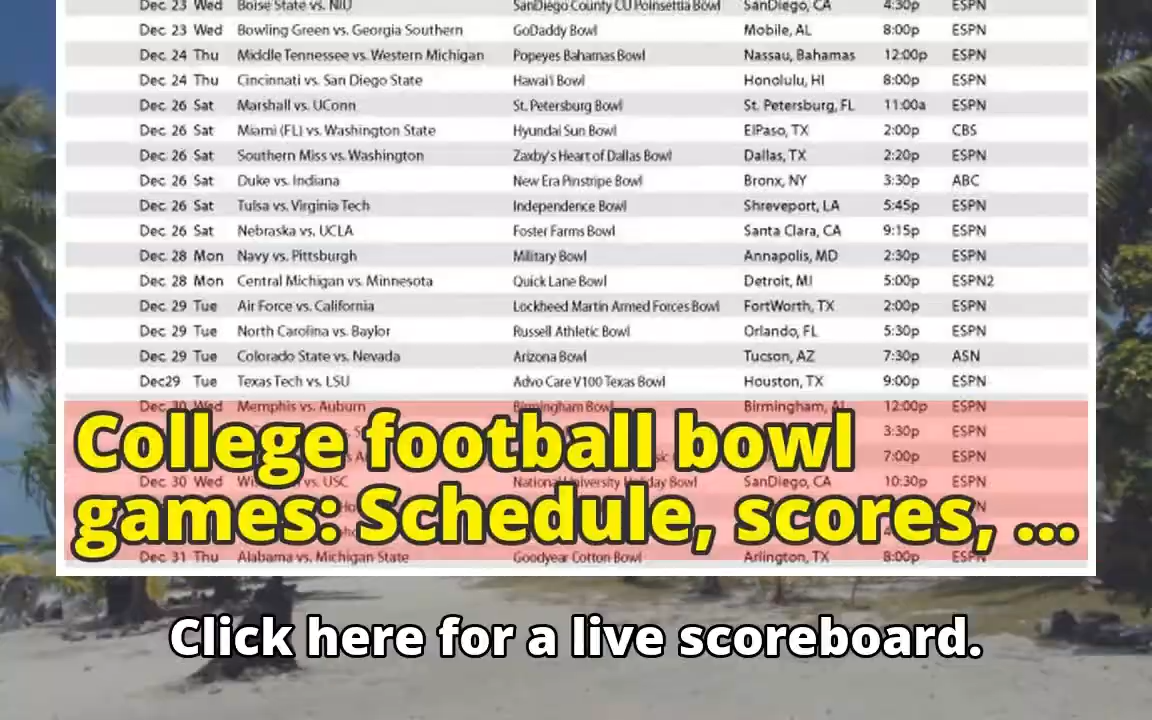 Dec 23 Wed Boise State vs. NIU SanDiego County CU Poinsettia Bowl SanDiego, CA 4:30p ESPN
Dec 23 Wed Bowling Green vs. Georgia Southern GoDaddy Bowl Mobile, AL 8:00p ESPN
Dec 24 Thu Middle Tennessee vs. Western Michigan Popeyes Bahamas Bowl Nassau, Bahamas 12:00p ESPN
Dec 24 Thu Cincinnati vs. San Diego State Hawai'i Bowl Honolulu, HI 8:00p ESPN
Dec 26 Sat Marshall vs. UConn St. Petersburg Bowl St. Petersburg, FL 11:00a ESPN
Dec 26 Sat Miami (FL) vs. Washington State Hyundai Sun Bowl ElPaso, TX 2:00p CBS
Dec 26 Sat Southern Miss vs. Washington Zaxby's Heart of Dallas Bowl Dallas, TX 2:20p ESPN
Dec 26 Sat Duke vs. Indiana New Era Pinstripe Bowl Bronx, NY 3:30p ABC
Dec 26 Sat Tulsa vs. Virginia Tech Independence Bowl Shreveport, LA 5:45p ESPN
Dec 26 Sat Nebraska vs. UCLA Foster Farms Bowl Santa Clara, CA 9:15p ESPN
Dec 28 Mon Navy vs. Pittsburgh Military Bowl Annapolis, MD 2:30p ESPN
Dec 28 Mon Central Michigan vs. Minnesota Quick Lane Bowl Detroit, MI 5:00p ESPN2
Dec 29 Tue Air Force vs. California Lockheed Martin Armed Forces Bowl FortWorth, TX 2:00p ESPN
Dec 29 Tue North Carolina vs. Baylor Russell Athletic Bowl Orlando, FL 5:30p ESPN
Dec 29 Tue Colorado State vs. Nevada Arizona Bowl Tucson, AZ 7:30p ASN
Dec29 Tue Texas Tech vs. LSU Advo Care V100 Texas Bowl Houston, TX 9:00p ESPN
Dec 30 Wed Memphis vs. Auburn Birmingham Bowl Birmingham, AL 12:00p ESPN
3:30p ESPN
7:00p ESPN
Dec 30 Wed vs. USC National University Holiday Bowl SanDiego, CA 10:30p ESPN
Dec 31 Thu Alabama vs. Michigan State Goodyear Cotton Bowl Arlington, TX 8:00p ESPN
College football bowl
games: Schedule, scores, ...
Click here for a live scoreboard.